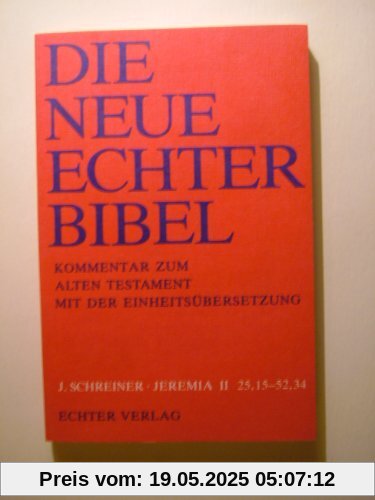 DIE
NEUE
ECHTER
BIBEL
KOMMENTAR ZUM
ALTEN TESTAMENT
MIT DER EINHEITSÜBERSETZUNG
J. SCHREINER · JEREMIA II 25,15–52,34
ECHTER VERLAG
Preis vom: 19.05.2025 05:07:12